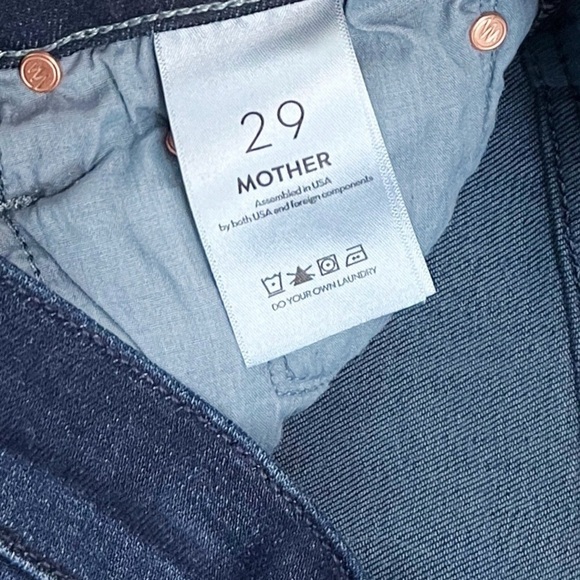 29
MOTHER
Assembled in USA
by both USA and foreign components
DO YOUR OWN LAUNDRY